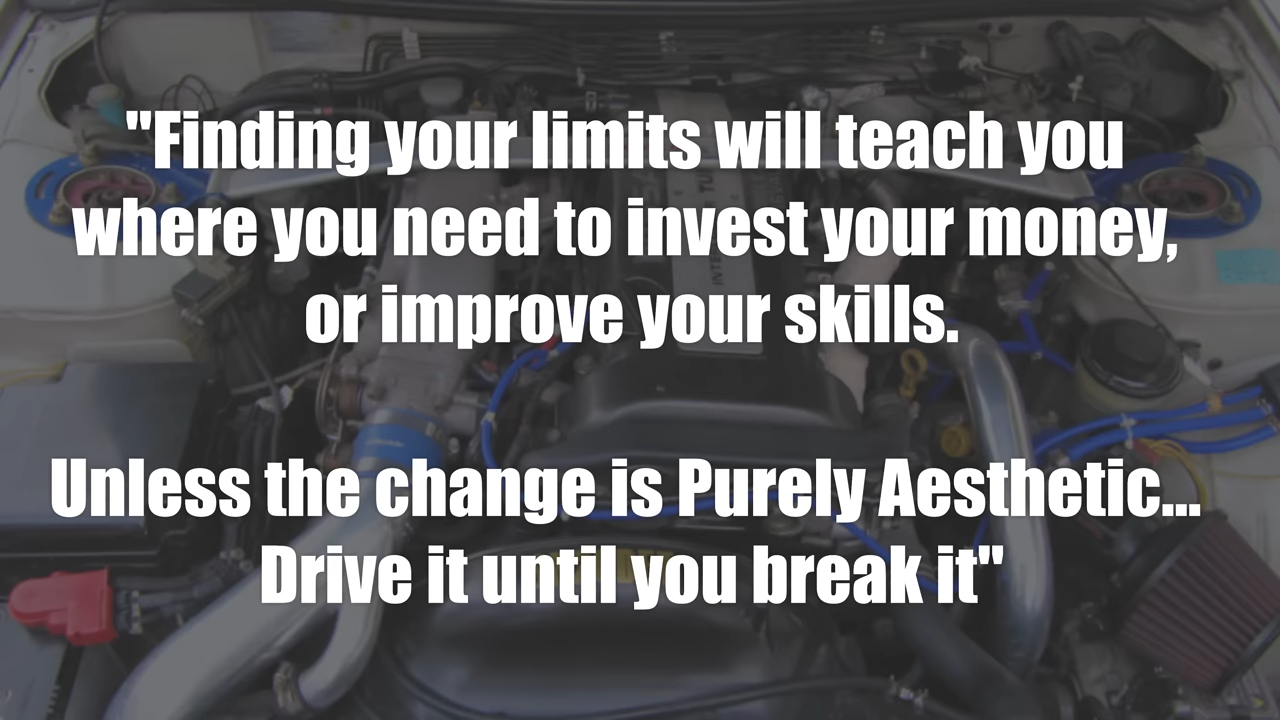 "Finding your limits will teach you
where you need to invest your money,
or improve your skills.
Unless the change is Purely Aesthetic...
Drive it until you break it"